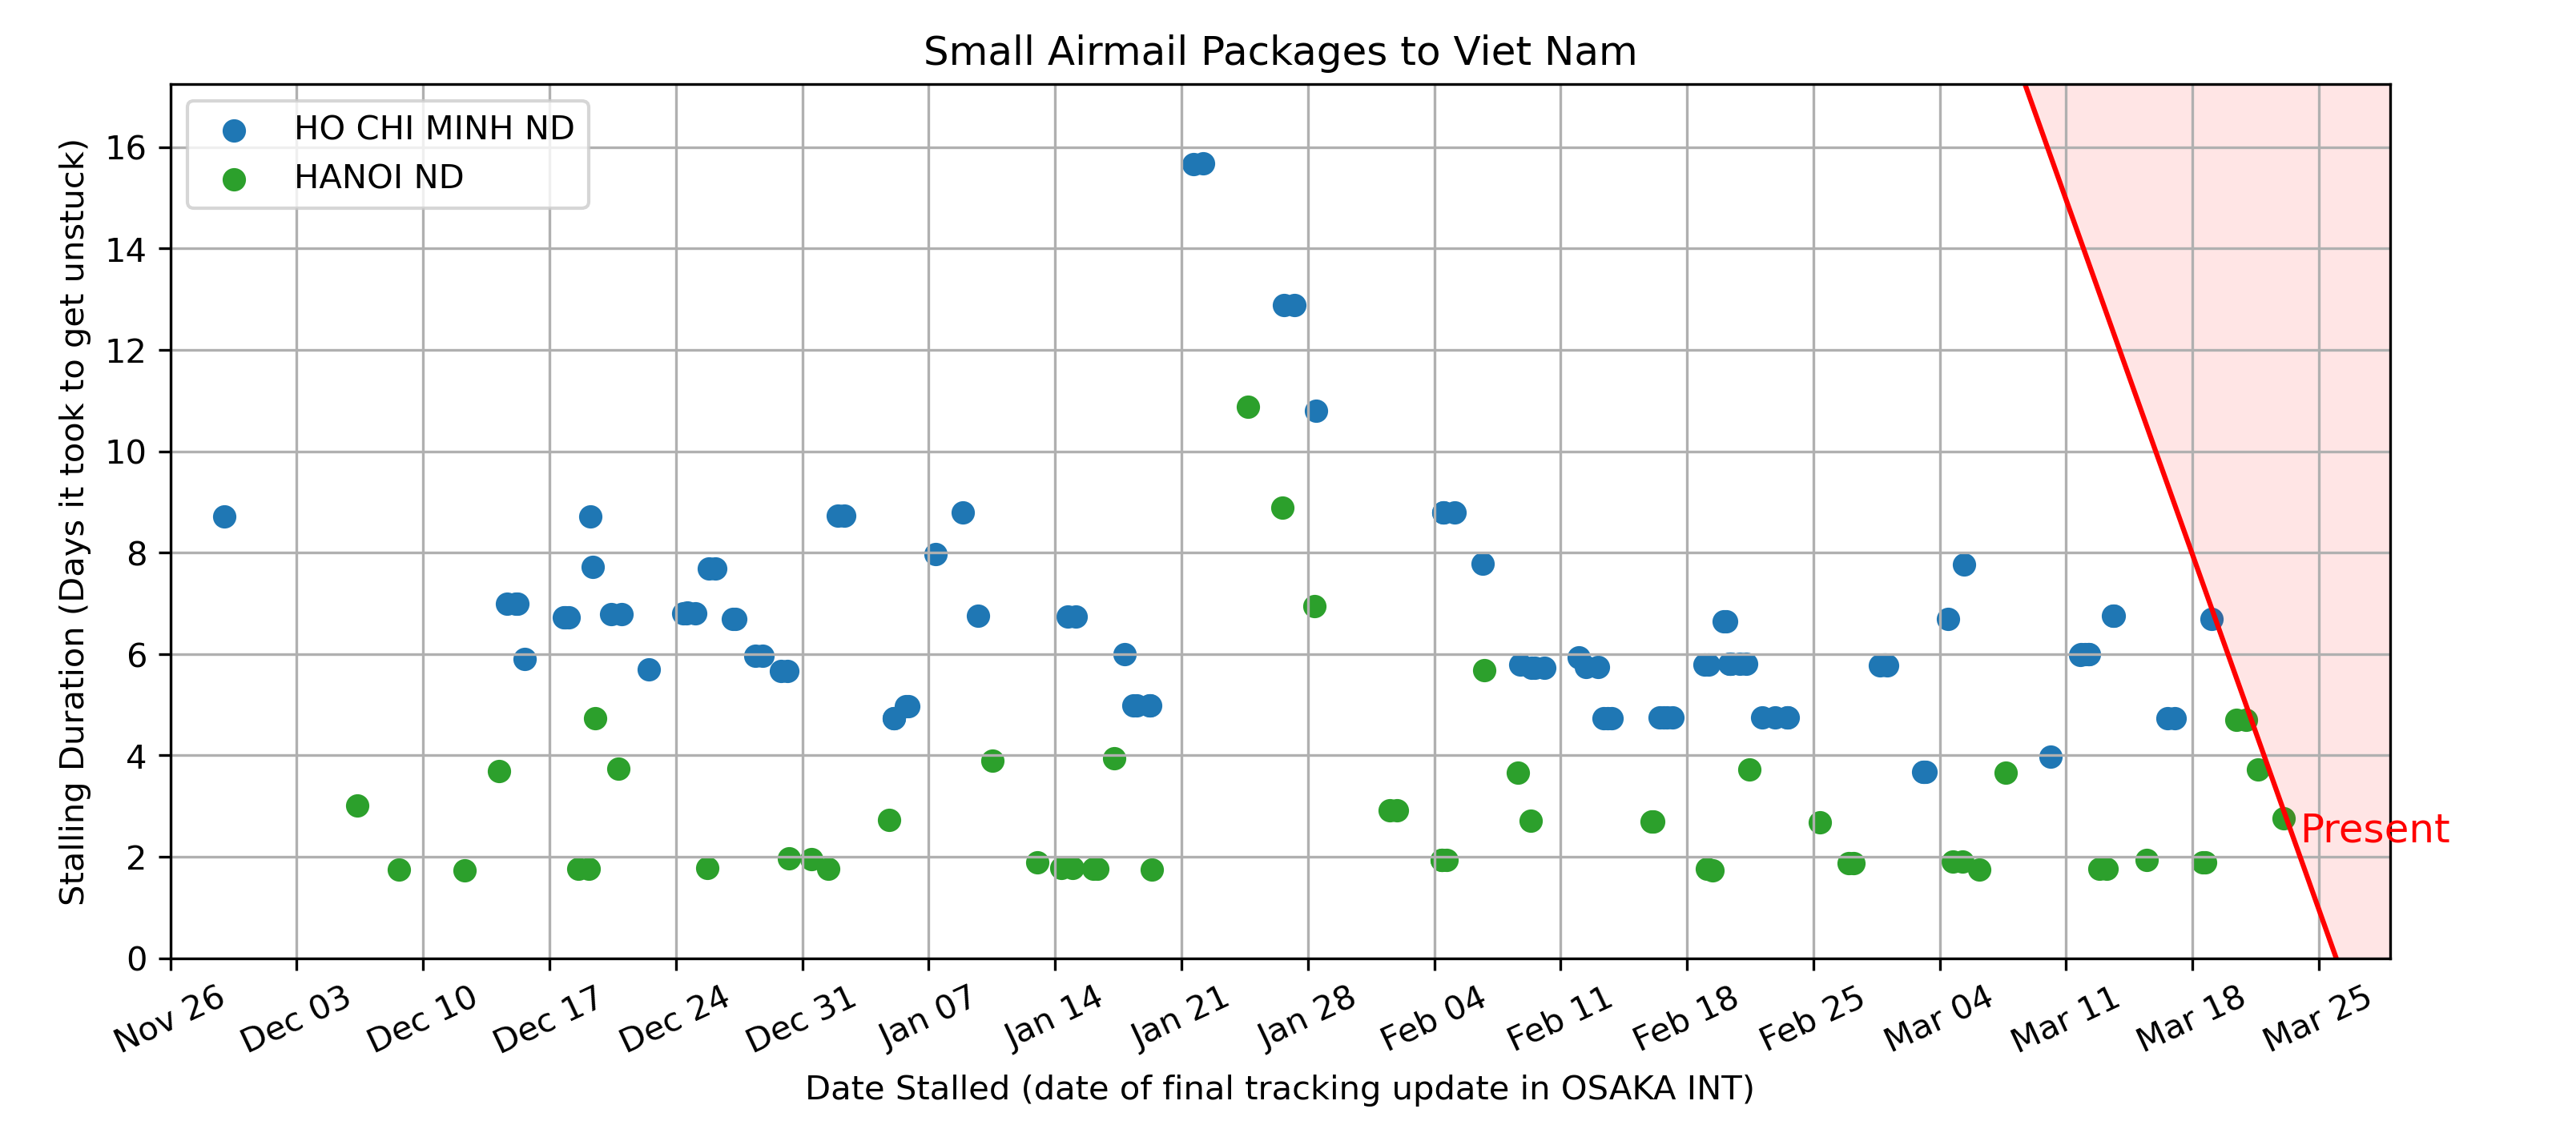 Small Airmail Packages to Viet Nam
HO CHI MINH ND
HANOI ND
Stalling Duration (Days it took to get unstuck)
16
14
12
10
8
6
4
2
0
Present
Nov 26
Dec 03
Dec 10
Dec 17
Dec 24
Dec 31
Jan 07
Jan 14
Jan 21
Jan 28
Feb 04
Feb 11
Feb 18
Feb 25
Mar 04
Mar 11
Mar 18
Mar 25
Date Stalled (date of final tracking update in OSAKA INT)